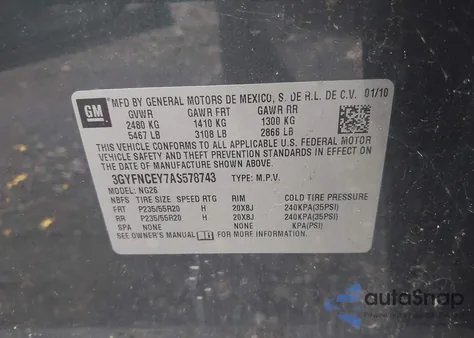 GM
MFD BY GENERAL MOTORS DE MEXICO, S. DE R.L. DE C.V. 01/10
GVWR GAWR FRT GAWR RR
2480 KG 1410 KG 1300 KG
5467 LB 3108 LB 2866 LB
THIS VEHICLE CONFORMS TO ALL APPLICABLE U.S. FEDERAL MOTOR
VEHICLE SAFETY AND THEFT PREVENTION STANDARDS IN EFFECT ON
THE DATE OF MANUFACTURE SHOWN ABOVE.
3GYFNCEY7AS578743 TYPE: M.P.V.
MODEL: NG26
NBFS TIRE SIZE SPEED RTG RIM COLD TIRE PRESSURE
FRT P235/55R20 H 20X8J 240KPA(35PSI)
RR P235/55R20 H 20X8J 240KPA(35PSI)
SPA NONE NONE KPA(PSI)
SEE OWNER'S MANUAL
autoSnap